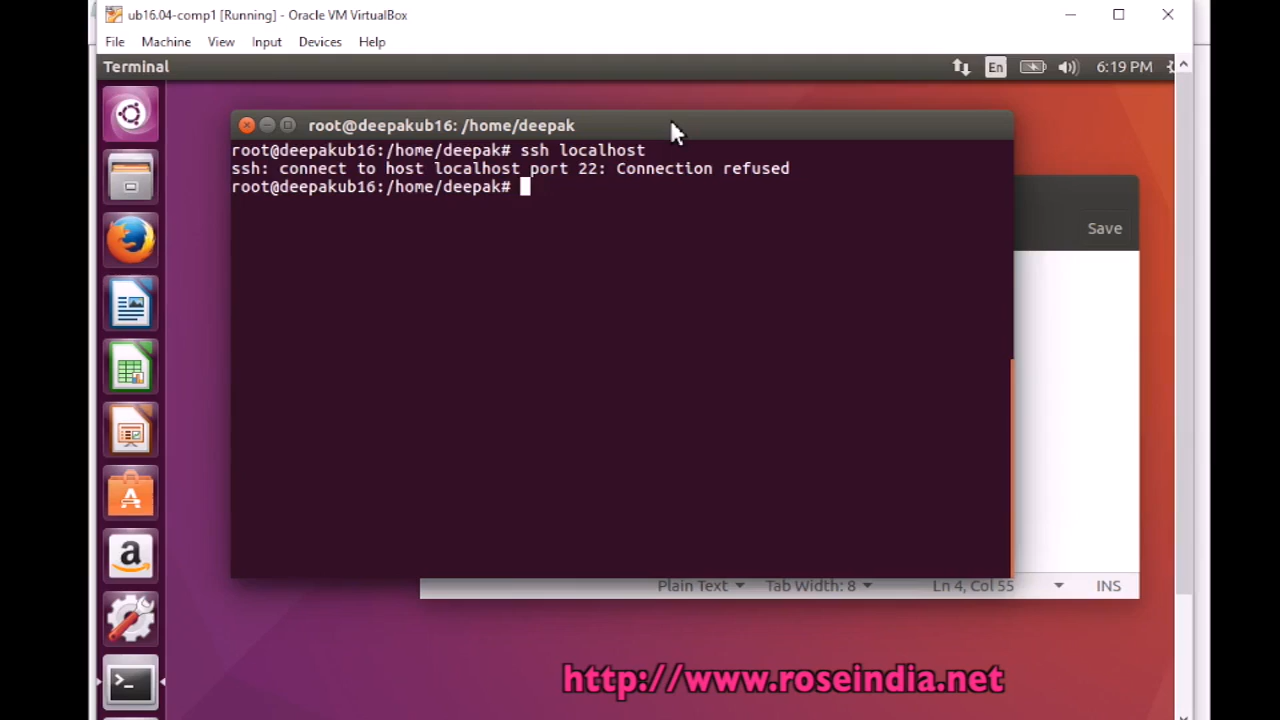 ub16.04-comp1 [Running] - Oracle VM VirtualBox
File Machine View Input Devices Help
Terminal En 6:19 PM
root@deepakub16: /home/deepak
root@deepakub16:/home/deepak# ssh localhost
ssh: connect to host localhost port 22: Connection refused
root@deepakub16:/home/deepak#
Save
Plain Text Tab Width: 8 Ln 4, Col 55 INS
http://www.roseindia.net